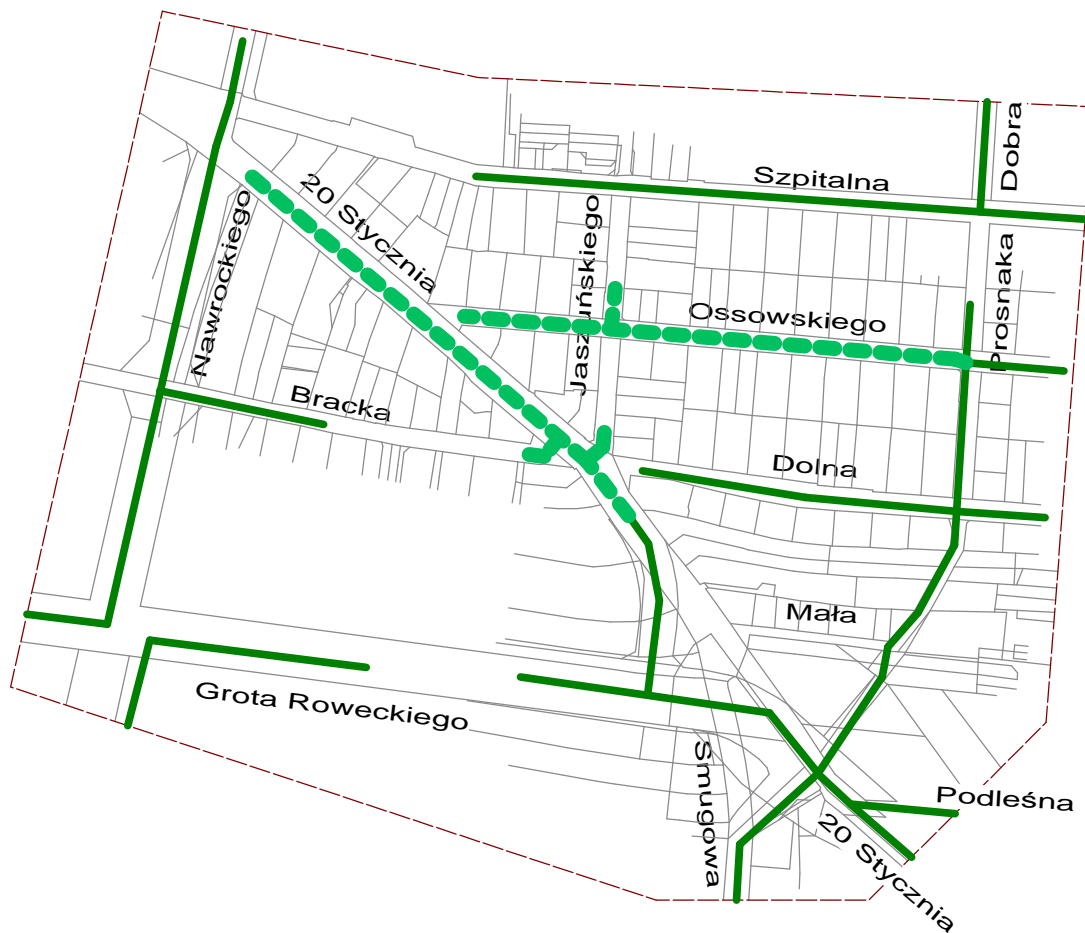 Dobra
Szpitalna
20 Stycznia
Nawrockiego
Jaszuńskiego
Prosnaka
Ossowskiego
Bracka
Dolna
Mała
Grota Roweckiego
Smugowa
Podleśna
20 Stycznia